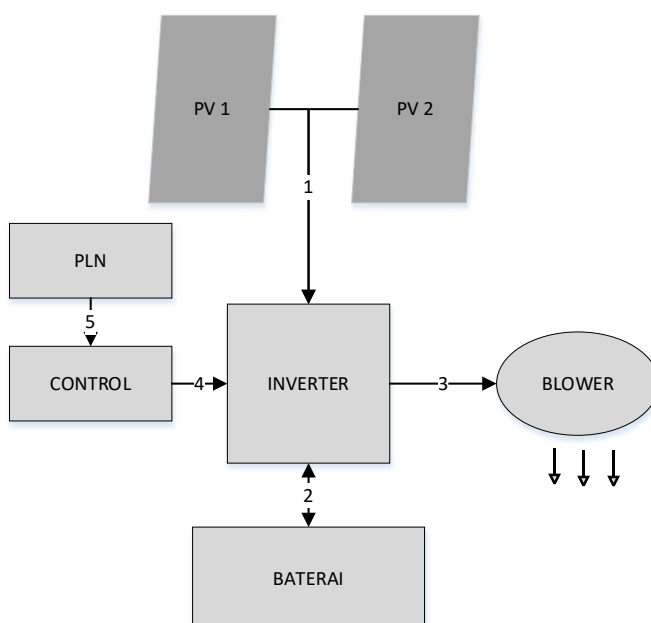 PV 1
PV 2
1
PLN
5
CONTROL
4
INVERTER
3
BLOWER
2
BATERAI